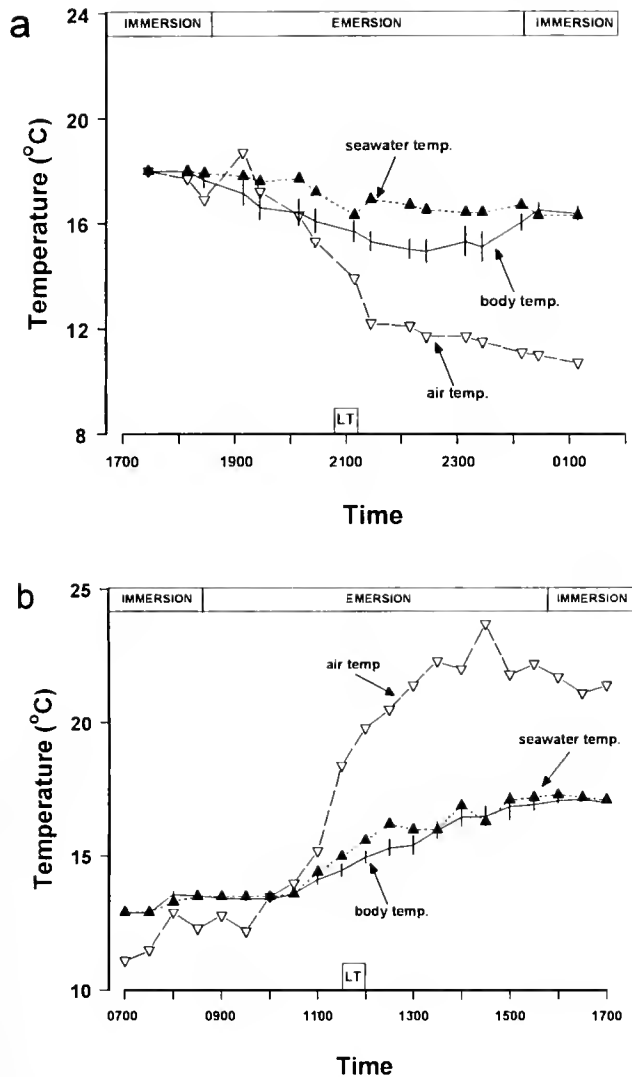 a
IMMERSION EMERSION IMMERSION
24
20
16
12
8
Temperature (°C)
seawater temp.
body temp.
air temp.
LT
1700 1900 2100 2300 0100
Time
b
IMMERSION EMERSION IMMERSION
25
20
15
10
Temperature (°C)
air temp
seawater temp.
body temp.
LT
0700 0900 1100 1300 1500 1700
Time